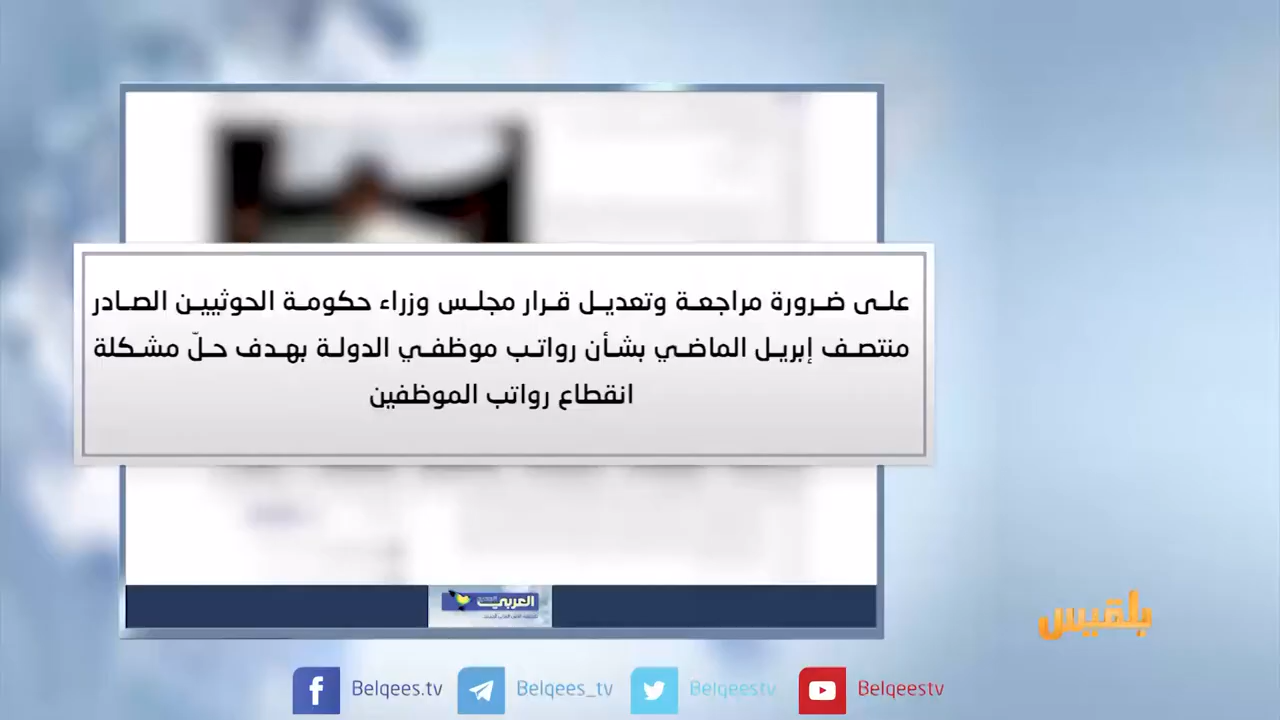 على ضرورة مراجعة وتعديل قرار مجلس وزراء حكومة الحوثيين الصادر
منتصف إبريل الماضي بشأن رواتب موظفي الدولة بهدف حلّ مشكلة
انقطاع رواتب الموظفين
العربي
بلقيس
Belqees.tv
Belqees_tv
Belqeestv
Belqeestv